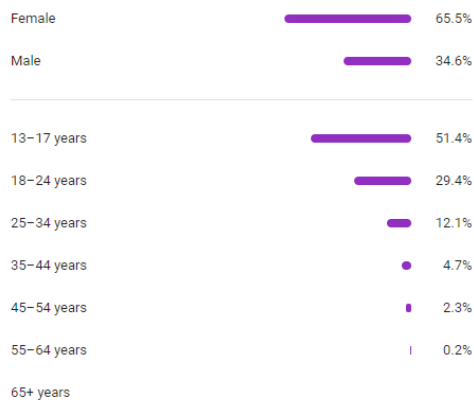 Female 65.5%
Male 34.6%
13–17 years 51.4%
18–24 years 29.4%
25–34 years 12.1%
35–44 years 4.7%
45–54 years 2.3%
55–64 years 0.2%
65+ years